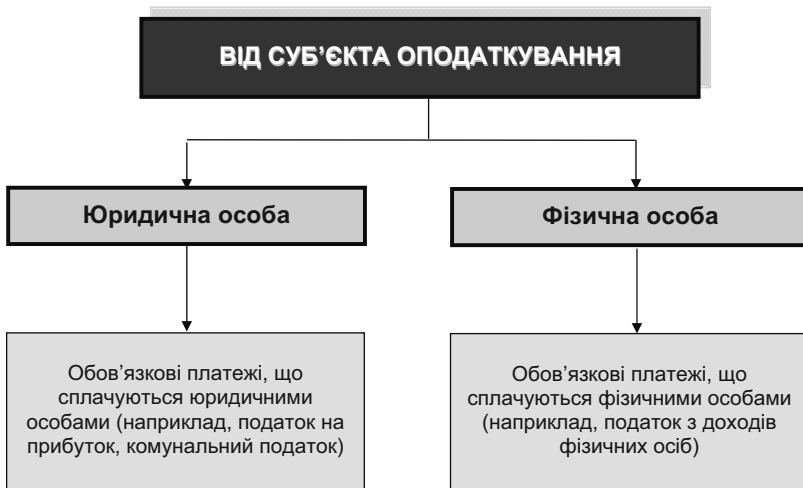 ВІД СУБ’ЄКТА ОПОДАТКУВАННЯ
Юридична особа
Фізична особа
Обов’язкові платежі, що
сплачуються юридичними
особами (наприклад, податок на
прибуток, комунальний податок)
Обов’язкові платежі, що
сплачуються фізичними особами
(наприклад, податок з доходів
фізичних осіб)